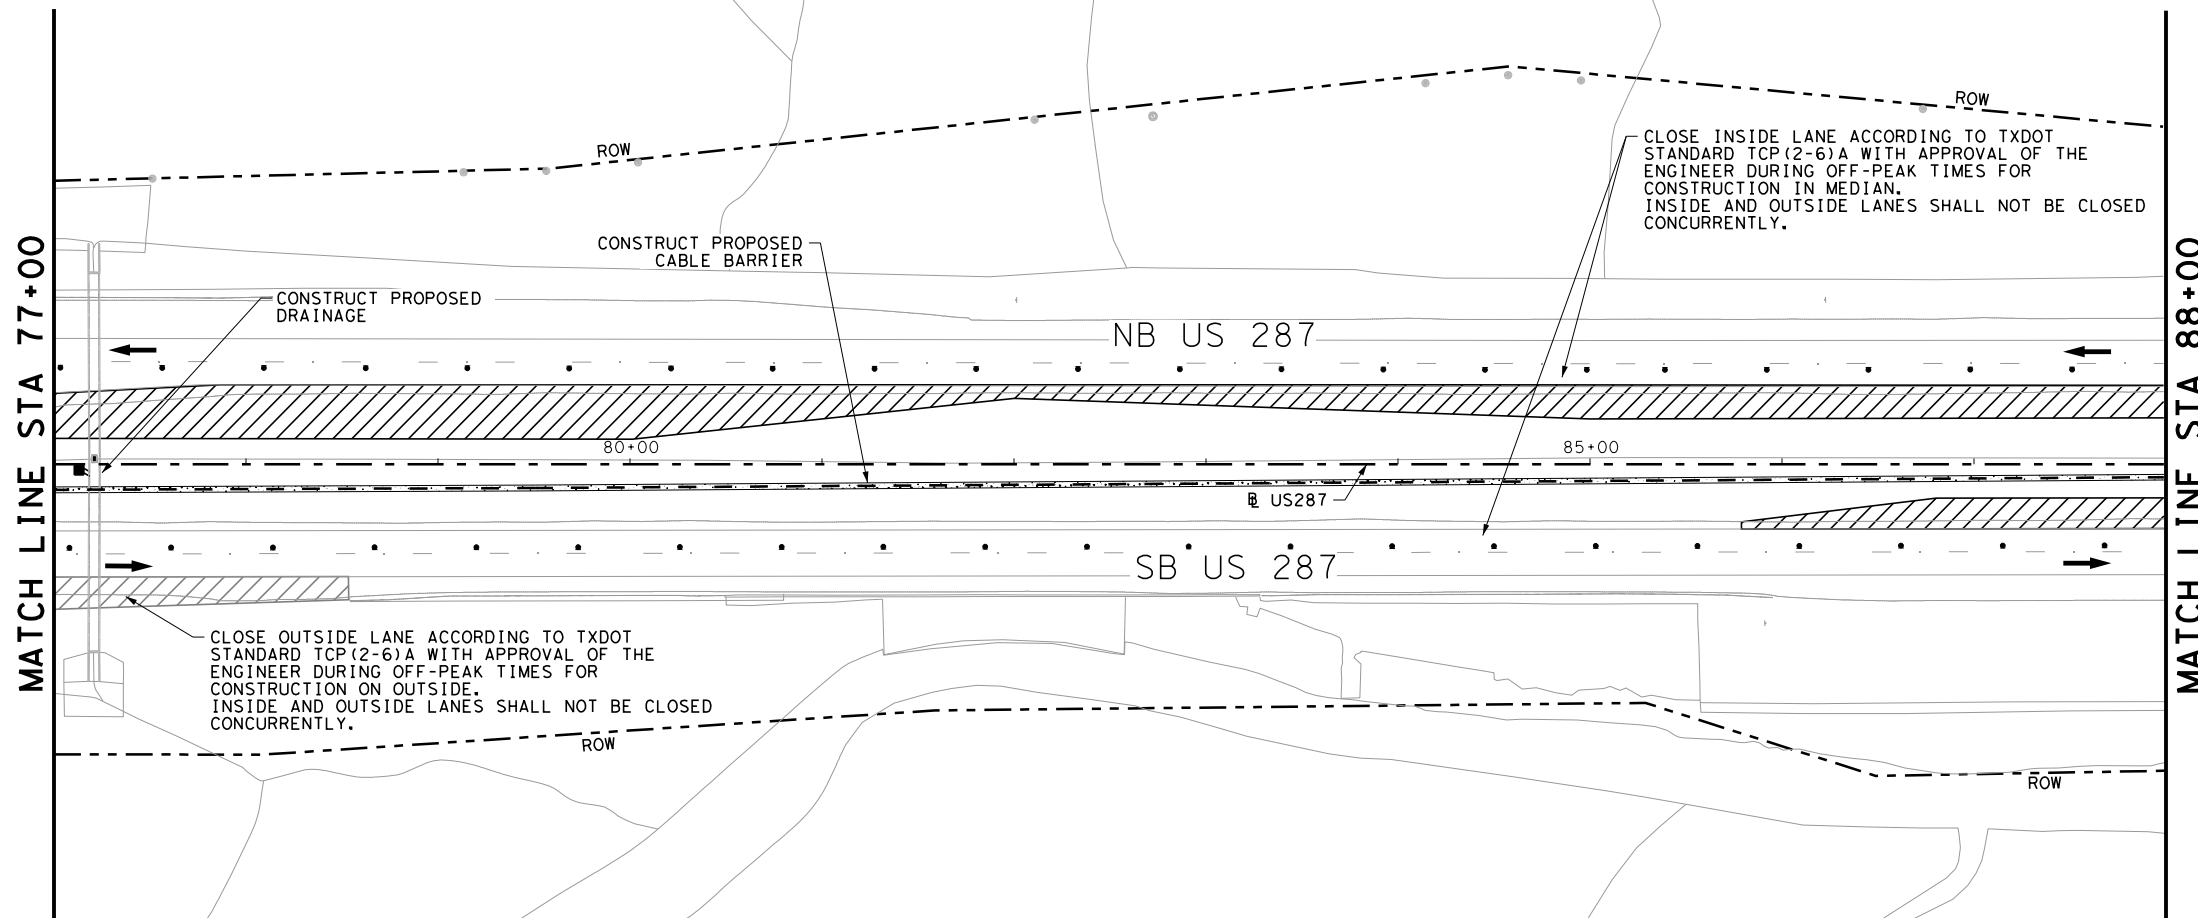 MATCH LINE STA 77+00
ROW
ROW
CLOSE INSIDE LANE ACCORDING TO TXDOT
STANDARD TCP(2-6)A WITH APPROVAL OF THE
ENGINEER DURING OFF-PEAK TIMES FOR
CONSTRUCTION IN MEDIAN.
INSIDE AND OUTSIDE LANES SHALL NOT BE CLOSED
CONCURRENTLY.
CONSTRUCT PROPOSED
CABLE BARRIER
CONSTRUCT PROPOSED
DRAINAGE
NB US 287
80+00
85+00
BL US287
SB US 287
CLOSE OUTSIDE LANE ACCORDING TO TXDOT
STANDARD TCP(2-6)A WITH APPROVAL OF THE
ENGINEER DURING OFF-PEAK TIMES FOR
CONSTRUCTION ON OUTSIDE.
INSIDE AND OUTSIDE LANES SHALL NOT BE CLOSED
CONCURRENTLY.
ROW
ROW
MATCH LINE STA 88+00